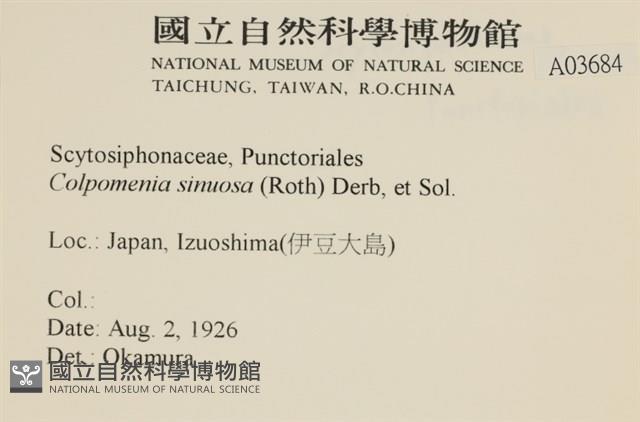 國立自然科學博物館
NATIONAL MUSEUM OF NATURAL SCIENCE
TAICHUNG, TAIWAN, R.O.CHINA
A03684
Scytosiphonaceae, Punctoriales
Colpomenia sinuosa (Roth) Derb, et Sol.
Loc.: Japan, Izuoshima(伊豆大島)
Col.:
Date: Aug. 2, 1926
Det.: Okamura
國立自然科學博物館
NATIONAL MUSEUM OF NATURAL SCIENCE